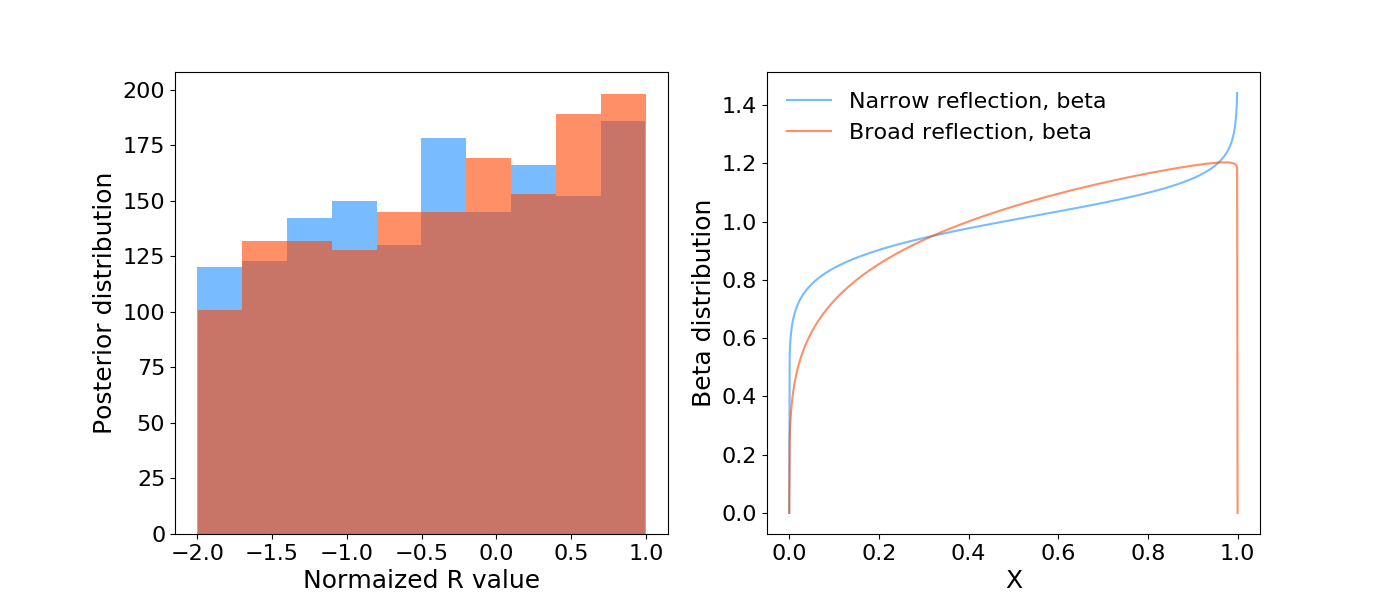 Posterior distribution
200
175
150
125
100
75
50
25
0
−2.0 −1.5 −1.0 −0.5 0.0 0.5 1.0
Normaized R value
Beta distribution
1.4
1.2
1.0
0.8
0.6
0.4
0.2
0.0
Narrow reflection, beta
Broad reflection, beta
0.0 0.2 0.4 0.6 0.8 1.0
X